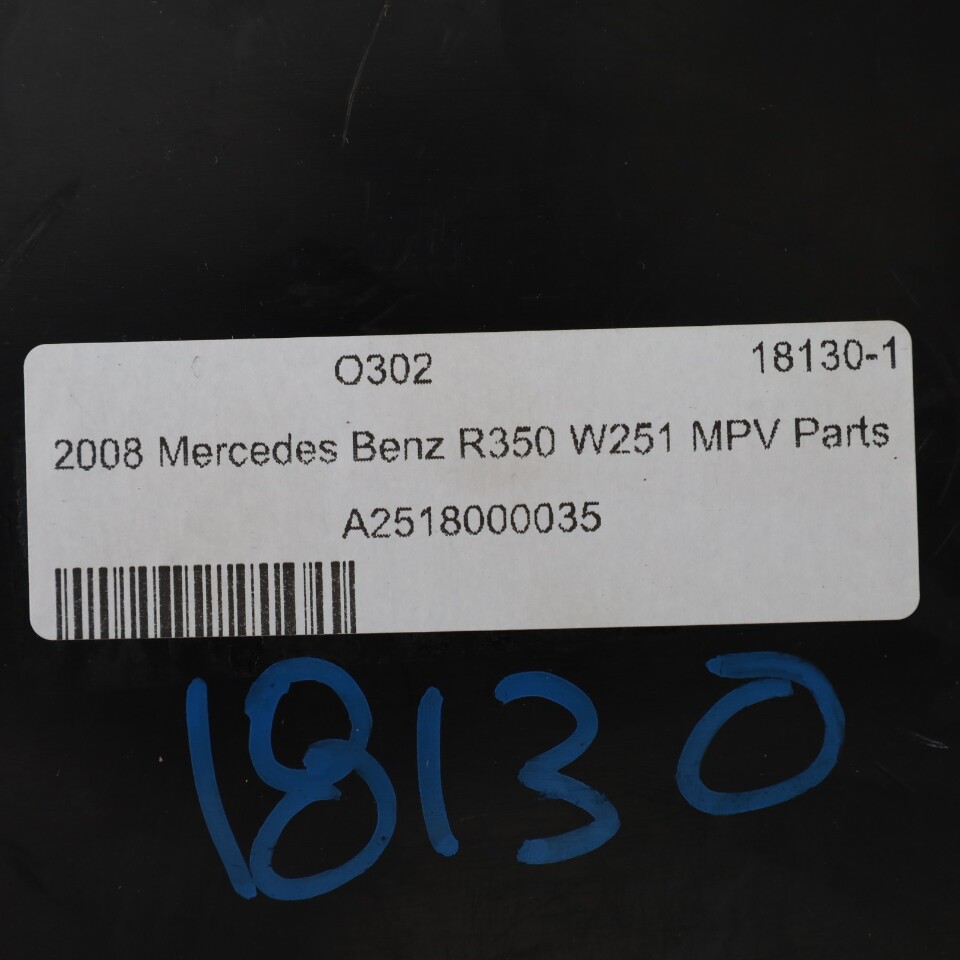 O302 18130-1
2008 Mercedes Benz R350 W251 MPV Parts
A2518000035
18130